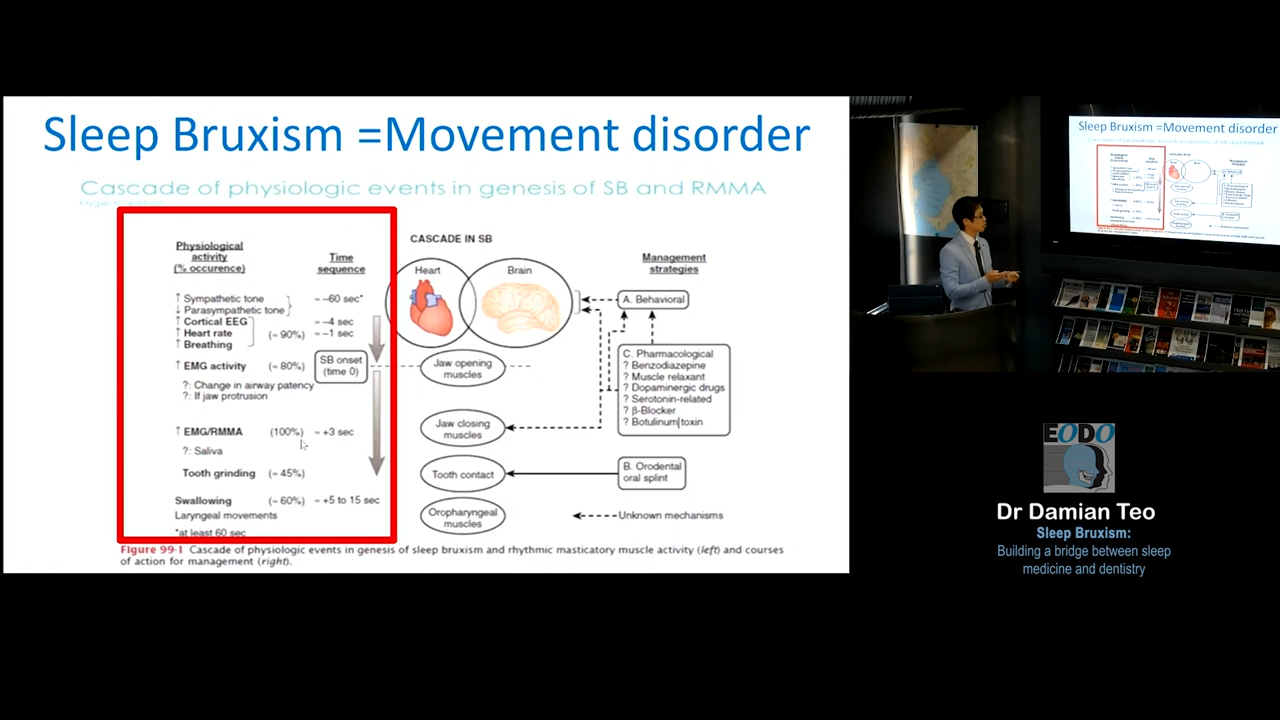 Sleep Bruxism =Movement disorder
Cascade of physiologic events in genesis of SB and RMMA
Physiological
activity
(% occurence)
Time
sequence
↑ Sympathetic tone
↓ Parasympathetic tone
≈ –60 sec*
↑ Cortical EEG
≈ –4 sec
↑ Heart rate
(≈ 90%)
≈ –1 sec
↑ Breathing
↑ EMG activity
(≈ 80%)
SB onset
(time 0)
?: Change in airway patency
?: If jaw protrusion
↑ EMG/RMMA
(100%)
≈ +3 sec
?: Saliva
Tooth grinding
(≈ 45%)
Swallowing
(≈ 60%)
≈ +5 to 15 sec
Laryngeal movements
*at least 60 sec
CASCADE IN SB
Heart
Brain
Jaw opening
muscles
Jaw closing
muscles
Tooth contact
Oropharyngeal
muscles
Management
strategies
A. Behavioral
C. Pharmacological
? Benzodiazepine
? Muscle relaxant
? Dopaminergic drugs
? Serotonin-related
? β-Blocker
? Botulinum toxin
B. Orodental
oral splint
Unknown mechanisms
Figure 99-1 Cascade of physiologic events in genesis of sleep bruxism and rhythmic masticatory muscle activity (left) and courses
of action for management (right).
Sleep Bruxism =Movement disorder
EODO
Dr Damian Teo
Sleep Bruxism:
Building a bridge between sleep
medicine and dentistry